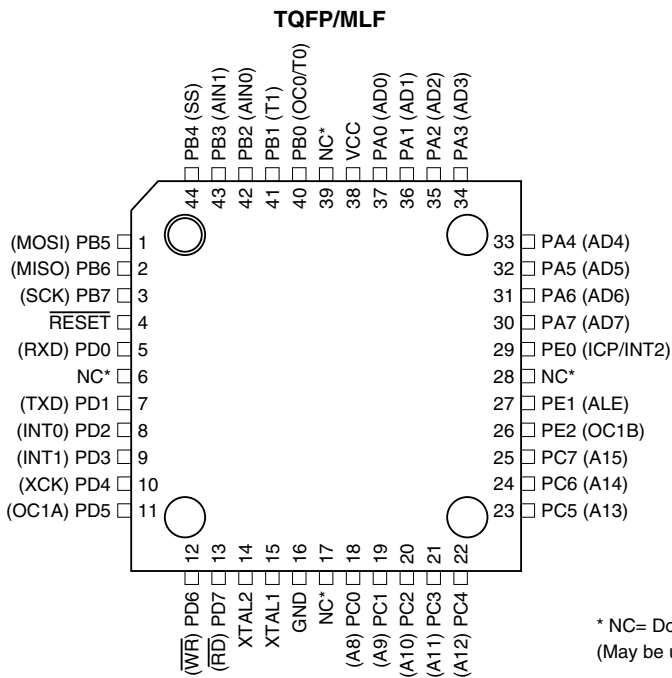 TQFP/MLF
44 PB4 (SS)
43 PB3 (AIN1)
42 PB2 (AIN0)
41 PB1 (T1)
40 PB0 (OC0/T0)
39 NC*
38 VCC
37 PA0 (AD0)
36 PA1 (AD1)
35 PA2 (AD2)
34 PA3 (AD3)
(MOSI) PB5 1
(MISO) PB6 2
(SCK) PB7 3
RESET 4
(RXD) PD0 5
NC* 6
(TXD) PD1 7
(INT0) PD2 8
(INT1) PD3 9
(XCK) PD4 10
(OC1A) PD5 11
33 PA4 (AD4)
32 PA5 (AD5)
31 PA6 (AD6)
30 PA7 (AD7)
29 PE0 (ICP/INT2)
28 NC*
27 PE1 (ALE)
26 PE2 (OC1B)
25 PC7 (A15)
24 PC6 (A14)
23 PC5 (A13)
(WR) PD6 12
(RD) PD7 13
XTAL2 14
XTAL1 15
GND 16
NC* 17
(A8) PC0 18
(A9) PC1 19
(A10) PC2 20
(A11) PC3 21
(A12) PC4 22
* NC= Do
(May be u